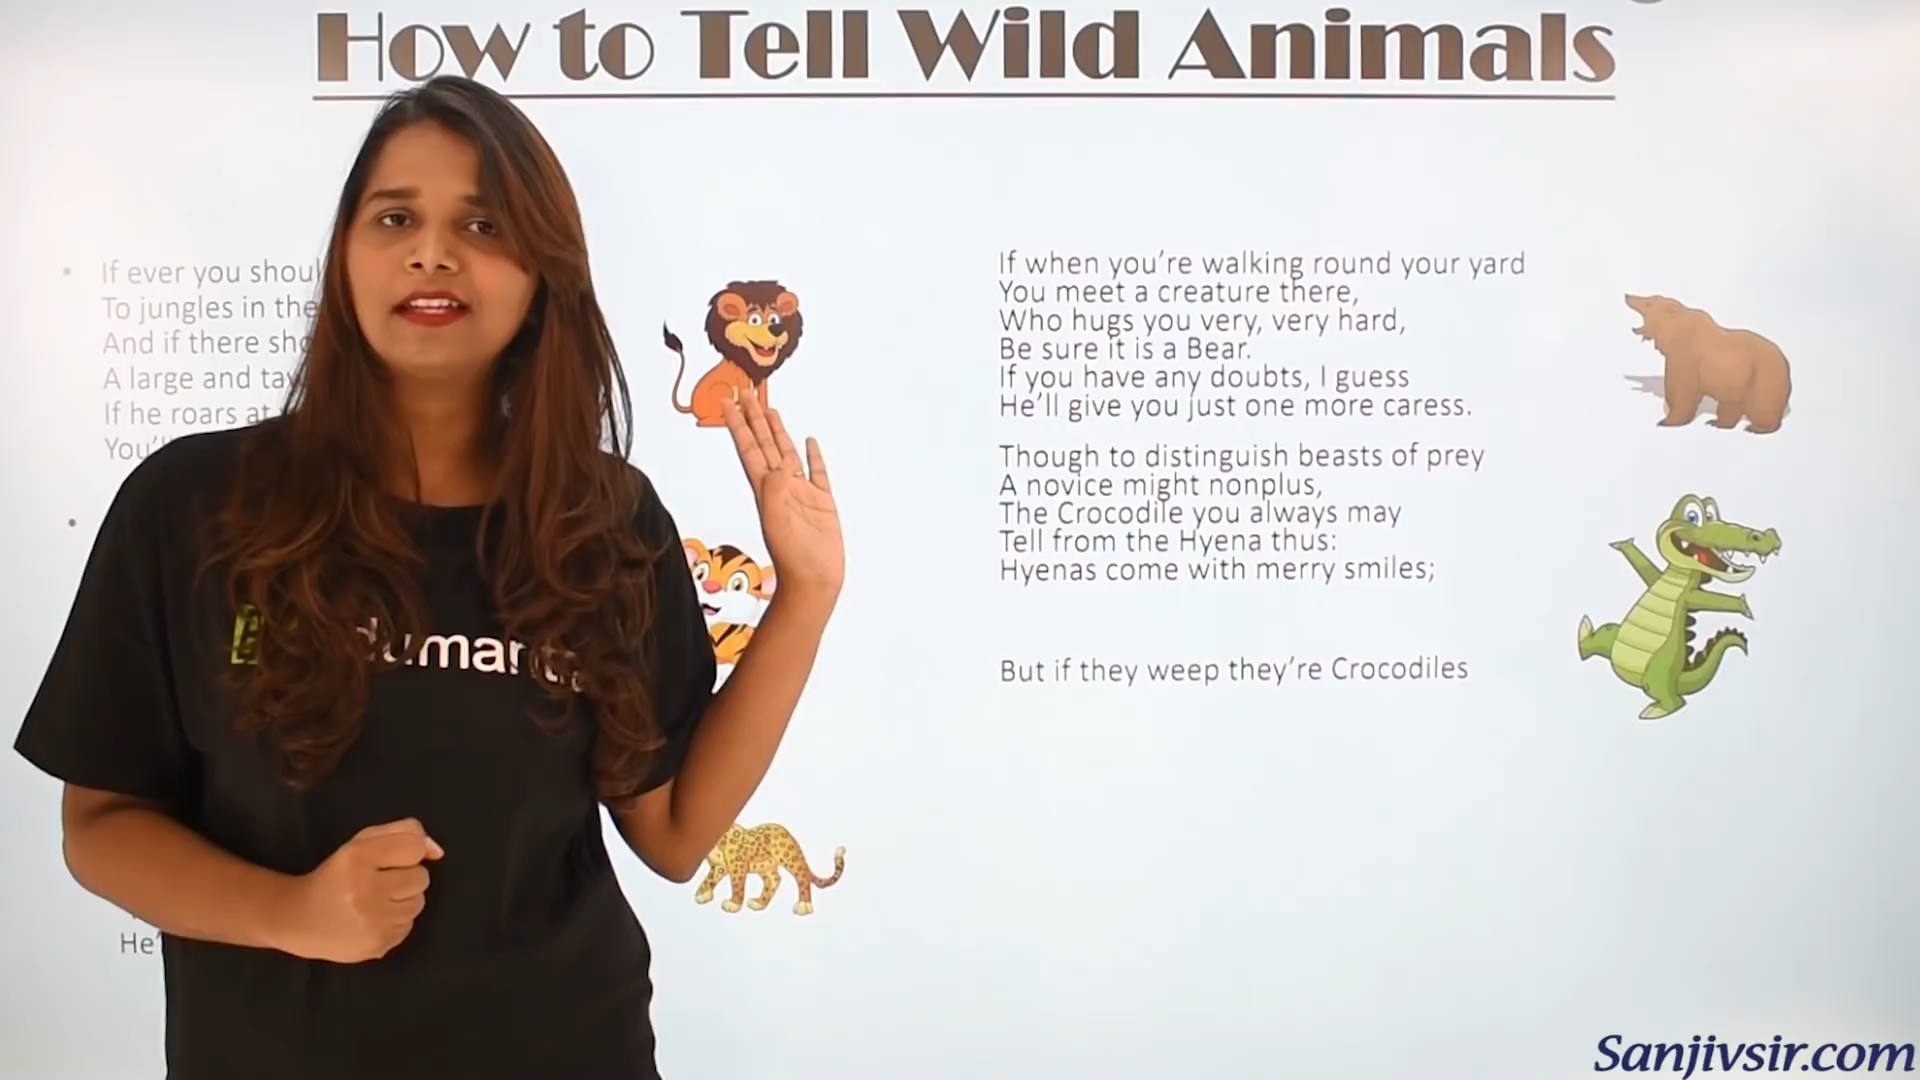 How to Tell Wild Animals
If ever you
To jungles in the
And if there
A large and
If he roars at
He'
If when you're walking round your yard
You meet a creature there,
Who hugs you very, very hard,
Be sure it is a Bear.
If you have any doubts, I guess
He'll give you just one more caress.
Though to distinguish beasts of prey
A novice might nonplus,
The Crocodile you always may
Tell from the Hyena thus:
Hyenas come with merry smiles;
But if they weep they're Crocodiles
Sanjivsir.com